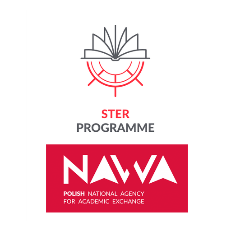 STER
PROGRAMME
NAWA
POLISH NATIONAL AGENCY
FOR ACADEMIC EXCHANGE